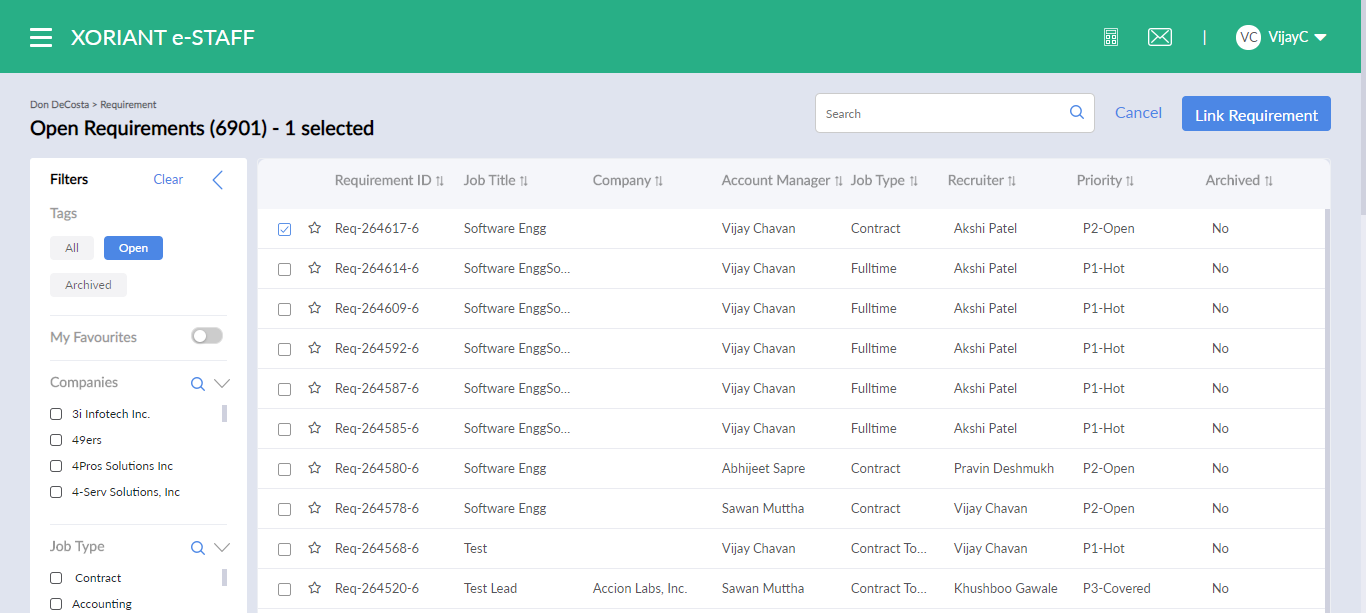 XORIANT e-STAFF
|
VC VijayC
Don DeCosta > Requirement
Open Requirements (6901) - 1 selected
Search
Cancel
Link Requirement
Filters Clear
Tags
All Open
Archived
My Favourites
Companies
3i Infotech Inc.
49ers
4Pros Solutions Inc
4-Serv Solutions, Inc
Job Type
Contract
Accounting
Requirement ID Job Title Company Account Manager Job Type Recruiter Priority Archived
Req-264617-6 Software Engg Vijay Chavan Contract Akshi Patel P2-Open No
Req-264614-6 Software EnggSo... Vijay Chavan Fulltime Akshi Patel P1-Hot No
Req-264609-6 Software EnggSo... Vijay Chavan Fulltime Akshi Patel P1-Hot No
Req-264592-6 Software EnggSo... Vijay Chavan Fulltime Akshi Patel P1-Hot No
Req-264587-6 Software EnggSo... Vijay Chavan Fulltime Akshi Patel P1-Hot No
Req-264585-6 Software EnggSo... Vijay Chavan Fulltime Akshi Patel P1-Hot No
Req-264580-6 Software Engg Abhijeet Sapre Contract Pravin Deshmukh P2-Open No
Req-264578-6 Software Engg Sawan Muttha Contract Vijay Chavan P2-Open No
Req-264568-6 Test Vijay Chavan Contract To... Vijay Chavan P1-Hot No
Req-264520-6 Test Lead Accion Labs, Inc. Sawan Muttha Contract To... Khushboo Gawale P3-Covered No